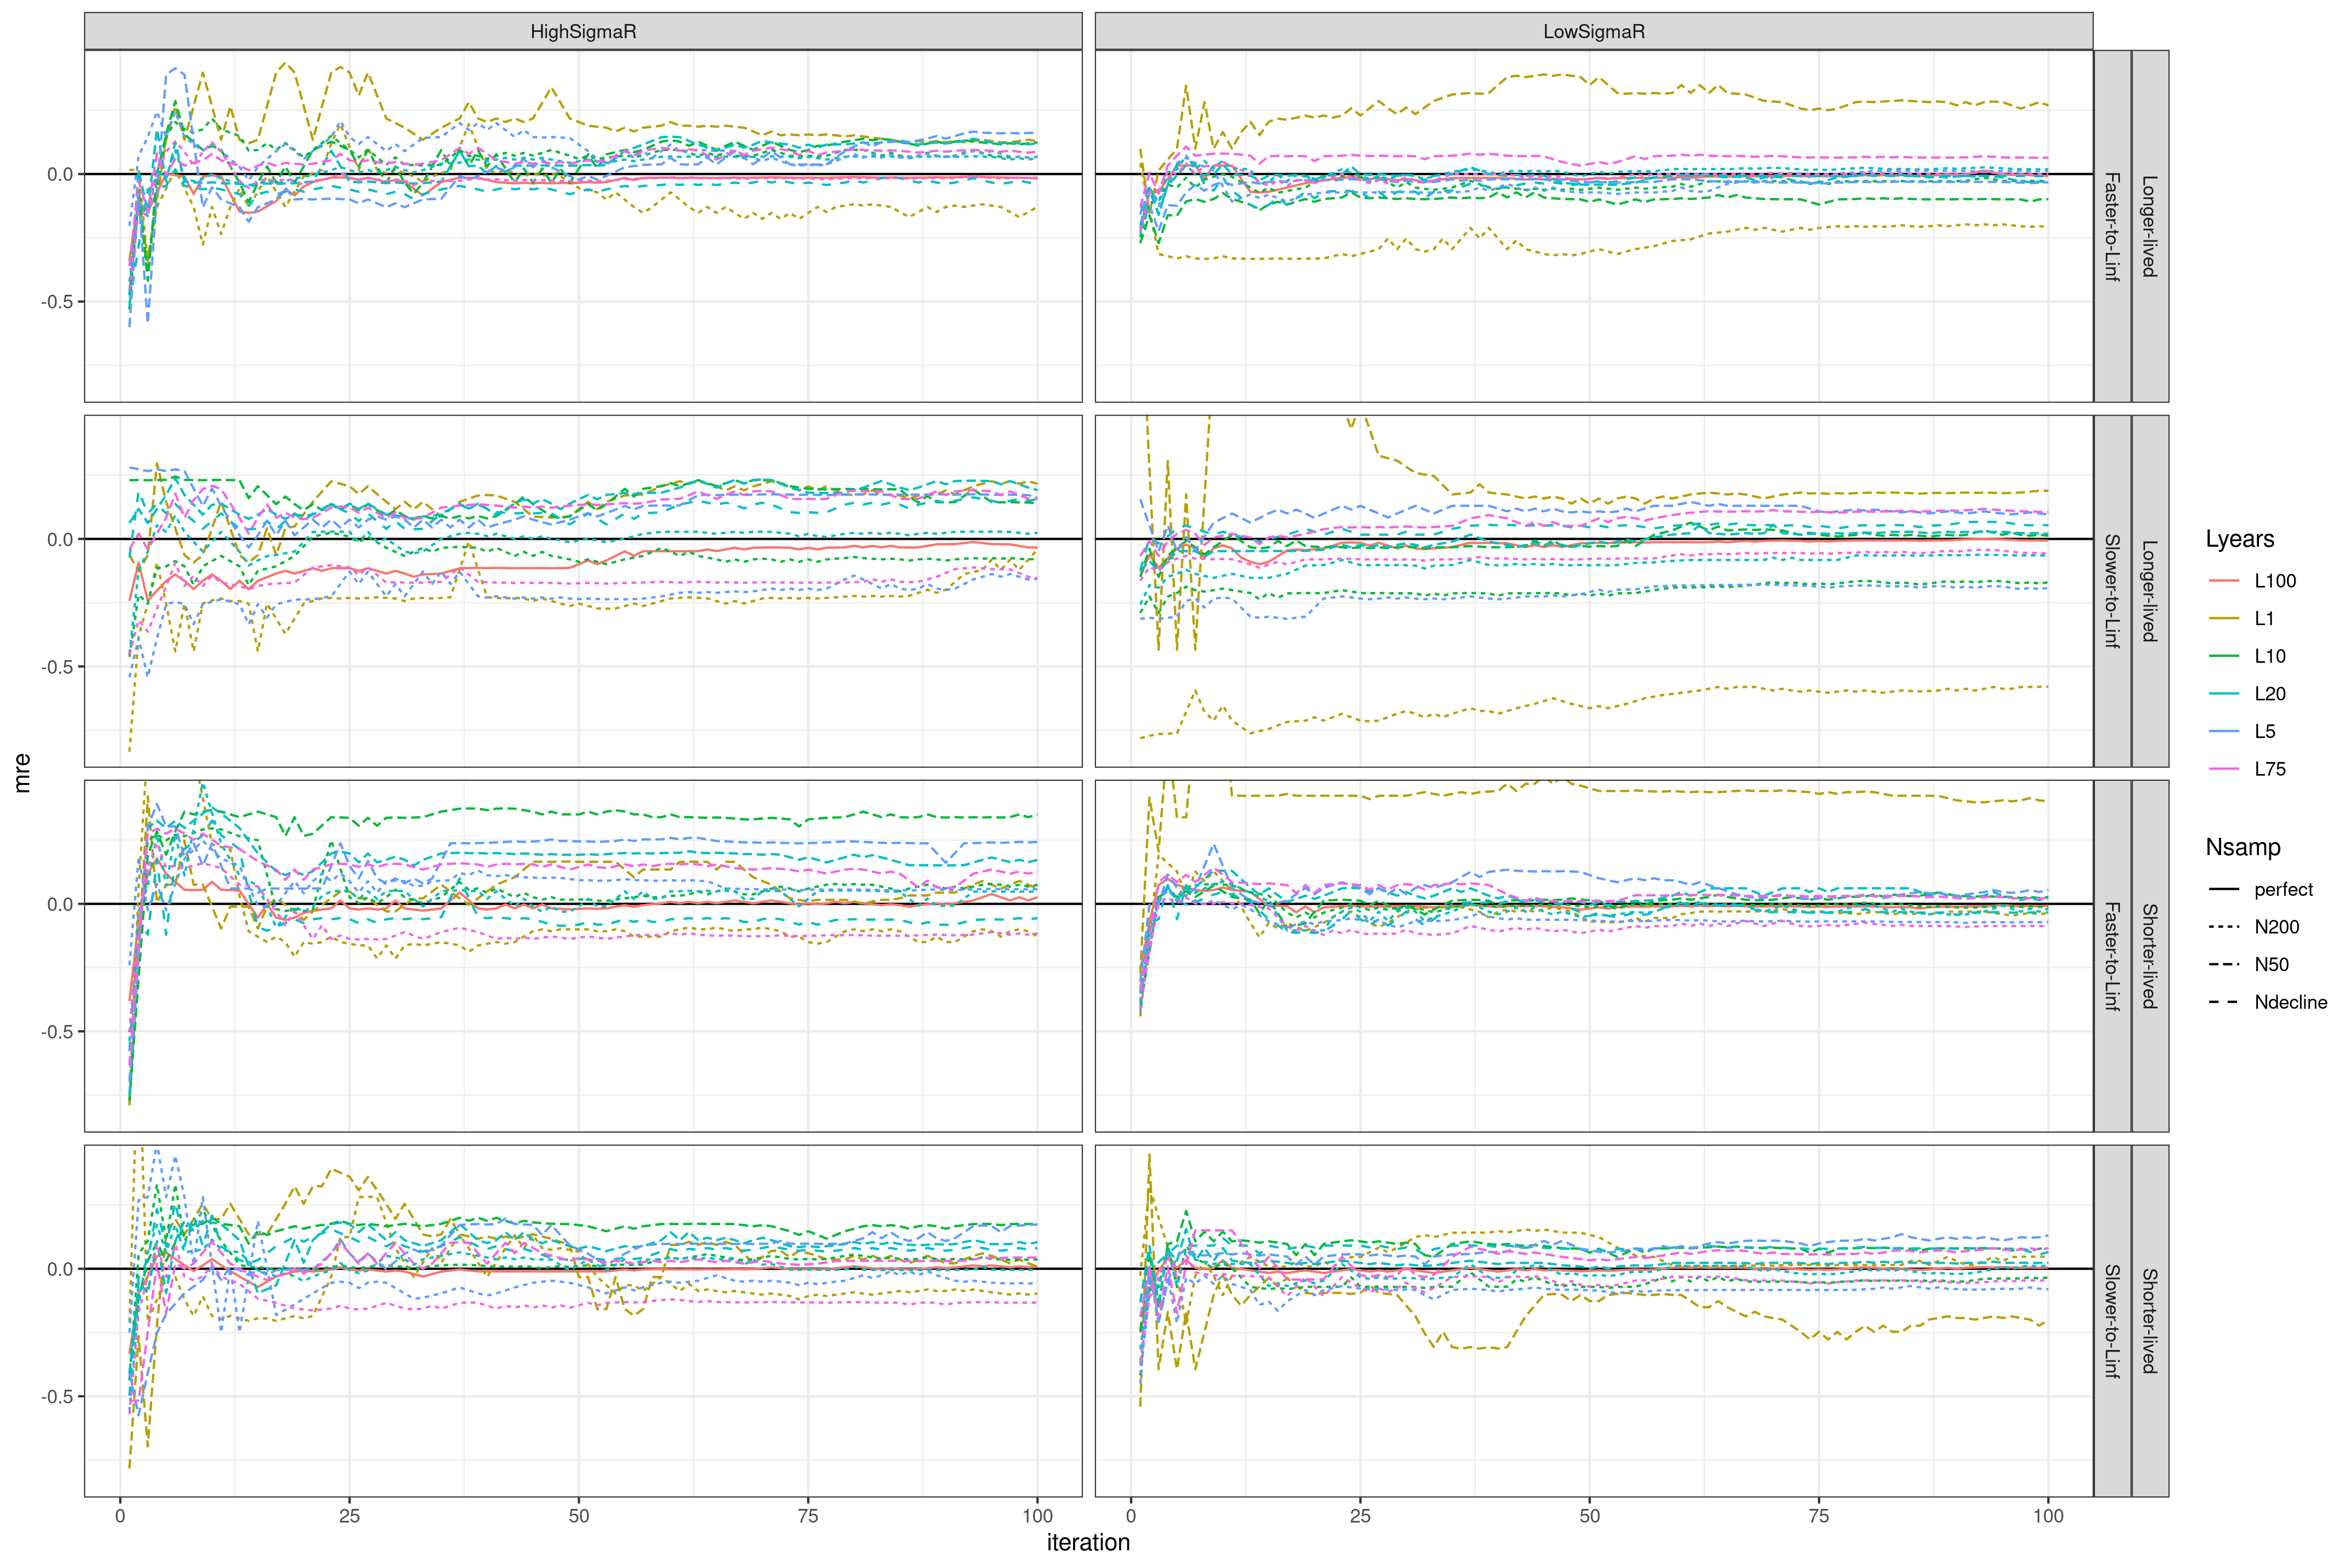 HighSigmaR
LowSigmaR
0.0
-0.5
Faster-to-Linf
Longer-lived
0.0
-0.5
Slower-to-Linf
Longer-lived
0.0
-0.5
Faster-to-Linf
Shorter-lived
0.0
-0.5
Slower-to-Linf
Shorter-lived
0
25
50
75
100
0
25
50
75
100
iteration
mre
Lyears
L100
L1
L10
L20
L5
L75
Nsamp
perfect
N200
N50
Ndecline